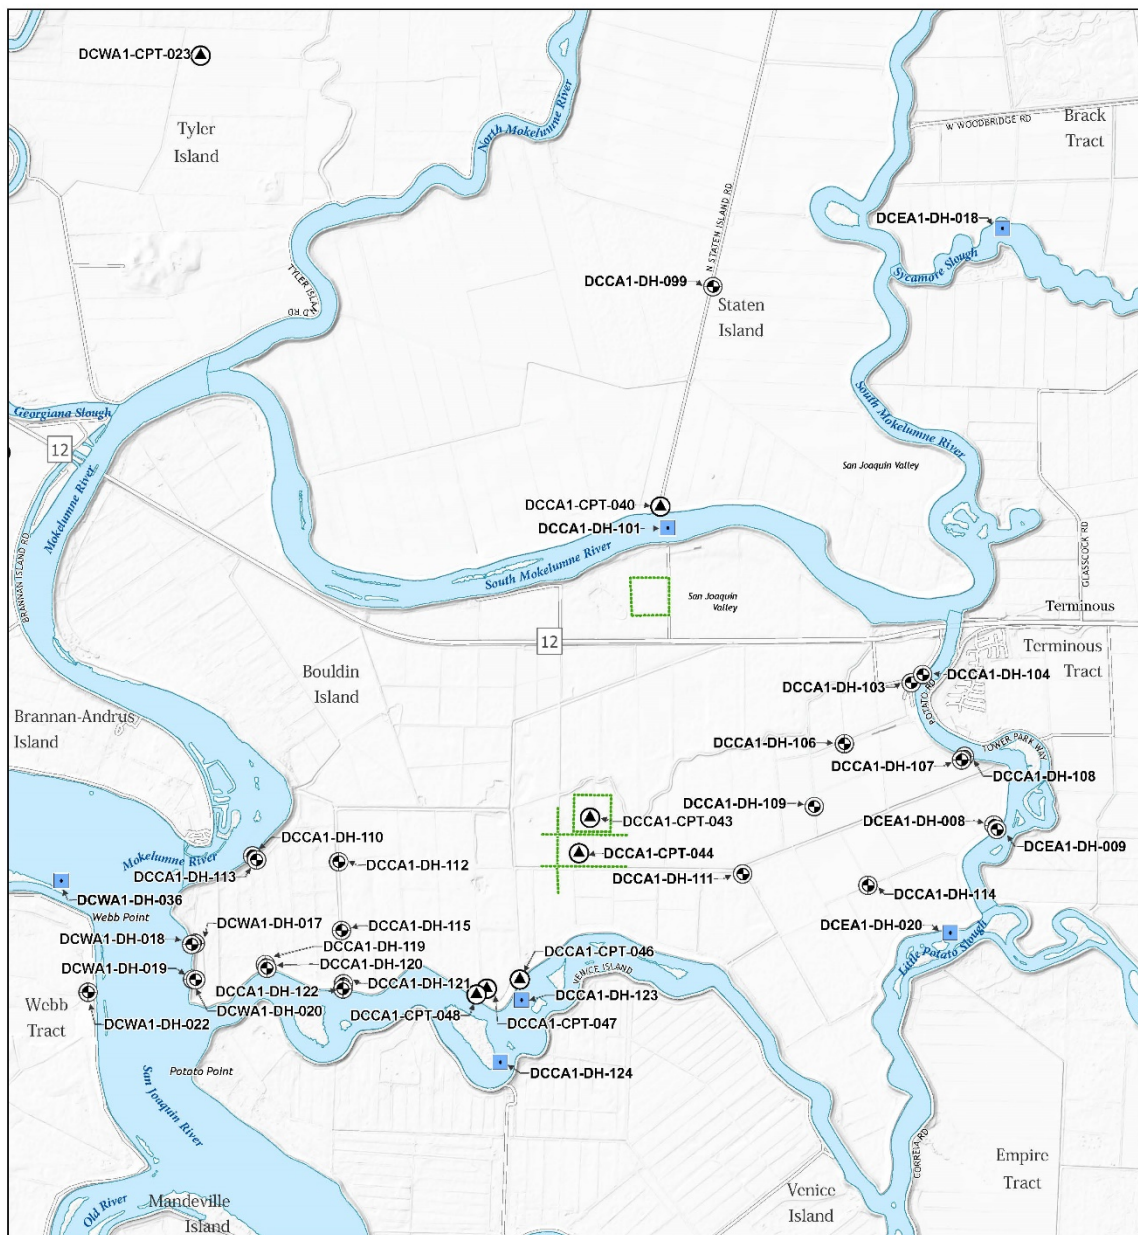 DCWA1-CPT-023
Tyler
Island
North Mokelumne River
W WOODBRIDGE RD
Brack
Tract
N STATEN ISLAND RD
DCEA1-DH-018
Sycamore Slough
DCCA1-DH-099
Staten
Island
TYLER ISLAN
D RD
Georgiana Slough
12
Mokelumne River
BRANNAN ISLAND RD
South Mokelumne River
San Joaquin Valley
DCCA1-CPT-040
DCCA1-DH-101
South Mokelumne River
GLASSCOCK RD
San Joaquin
Valley
Terminous
12
Terminous
Tract
Bouldin
Island
DCCA1-DH-104
DCCA1-DH-103
POTATO RD
Brannan-Andrus
Island
DCCA1-DH-106
TOWER PARK WAY
DCCA1-DH-107
DCCA1-DH-108
DCCA1-DH-109
DCCA1-CPT-043
DCEA1-DH-008
DCEA1-DH-009
DCCA1-DH-110
Mokelumne River
DCCA1-DH-113
DCCA1-DH-112
DCCA1-CPT-044
DCCA1-DH-111
DCCA1-DH-114
DCWA1-DH-036
Webb Point
DCWA1-DH-017
DCWA1-DH-018
DCCA1-DH-115
DCEA1-DH-020
Little Potato Slough
DCCA1-DH-119
DCCA1-DH-120
DCCA1-CPT-046
VENICE ISLAND
DCWA1-DH-019
DCCA1-DH-121
DCCA1-DH-122
DCCA1-DH-123
Webb
Tract
DCWA1-DH-022
DCWA1-DH-020
DCCA1-CPT-048
DCCA1-CPT-047
Potato Point
DCCA1-DH-124
San Joaquin River
CORREIA RD
Empire
Tract
Old River
Mandeville
Island
Venice
Island